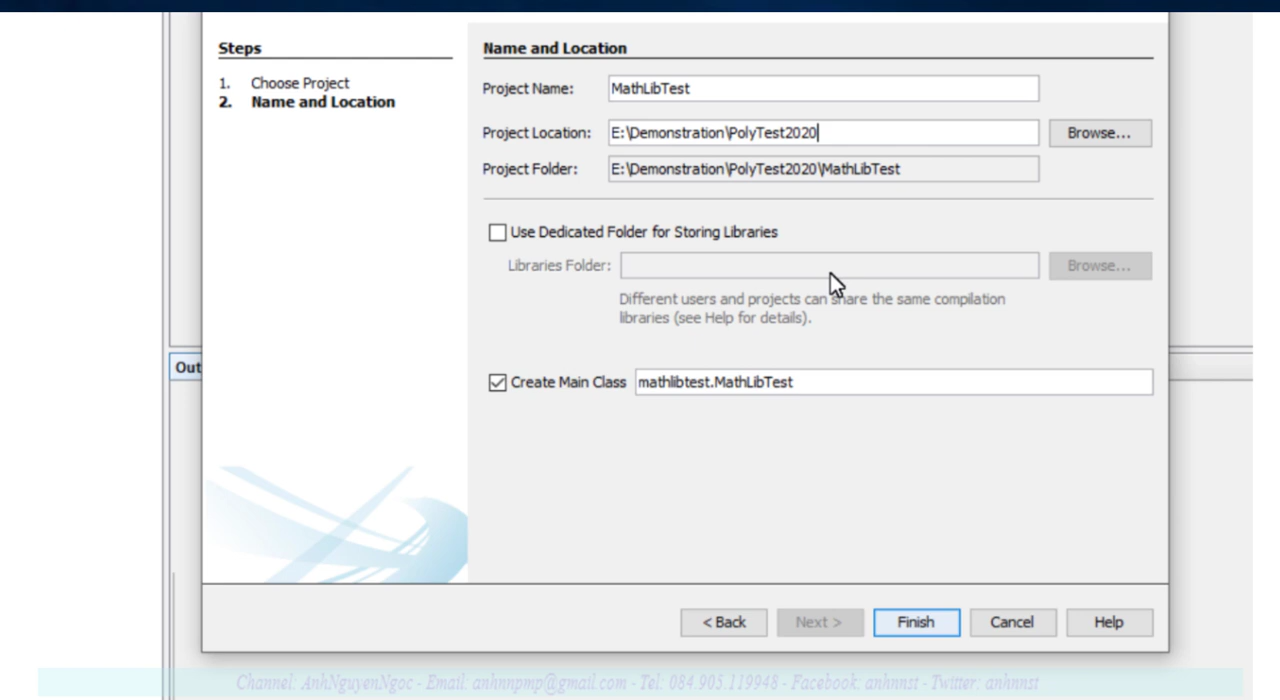 Steps
1. Choose Project
2. Name and Location
Name and Location
Project Name: MathLibTest
Project Location: E:\Demonstration\PolyTest2020 Browse...
Project Folder: E:\Demonstration\PolyTest2020\MathLibTest
Use Dedicated Folder for Storing Libraries
Libraries Folder: Browse...
Different users and projects can share the same compilation
libraries (see Help for details).
Out
Create Main Class mathlibtest.MathLibTest
< Back Next > Finish Cancel Help
Channel: AnhNguyenNgoc - Email: anhnnpmp@gmail.com - Tel: 084.905.119948 - Facebook: anhnnst - Twitter: anhnnst